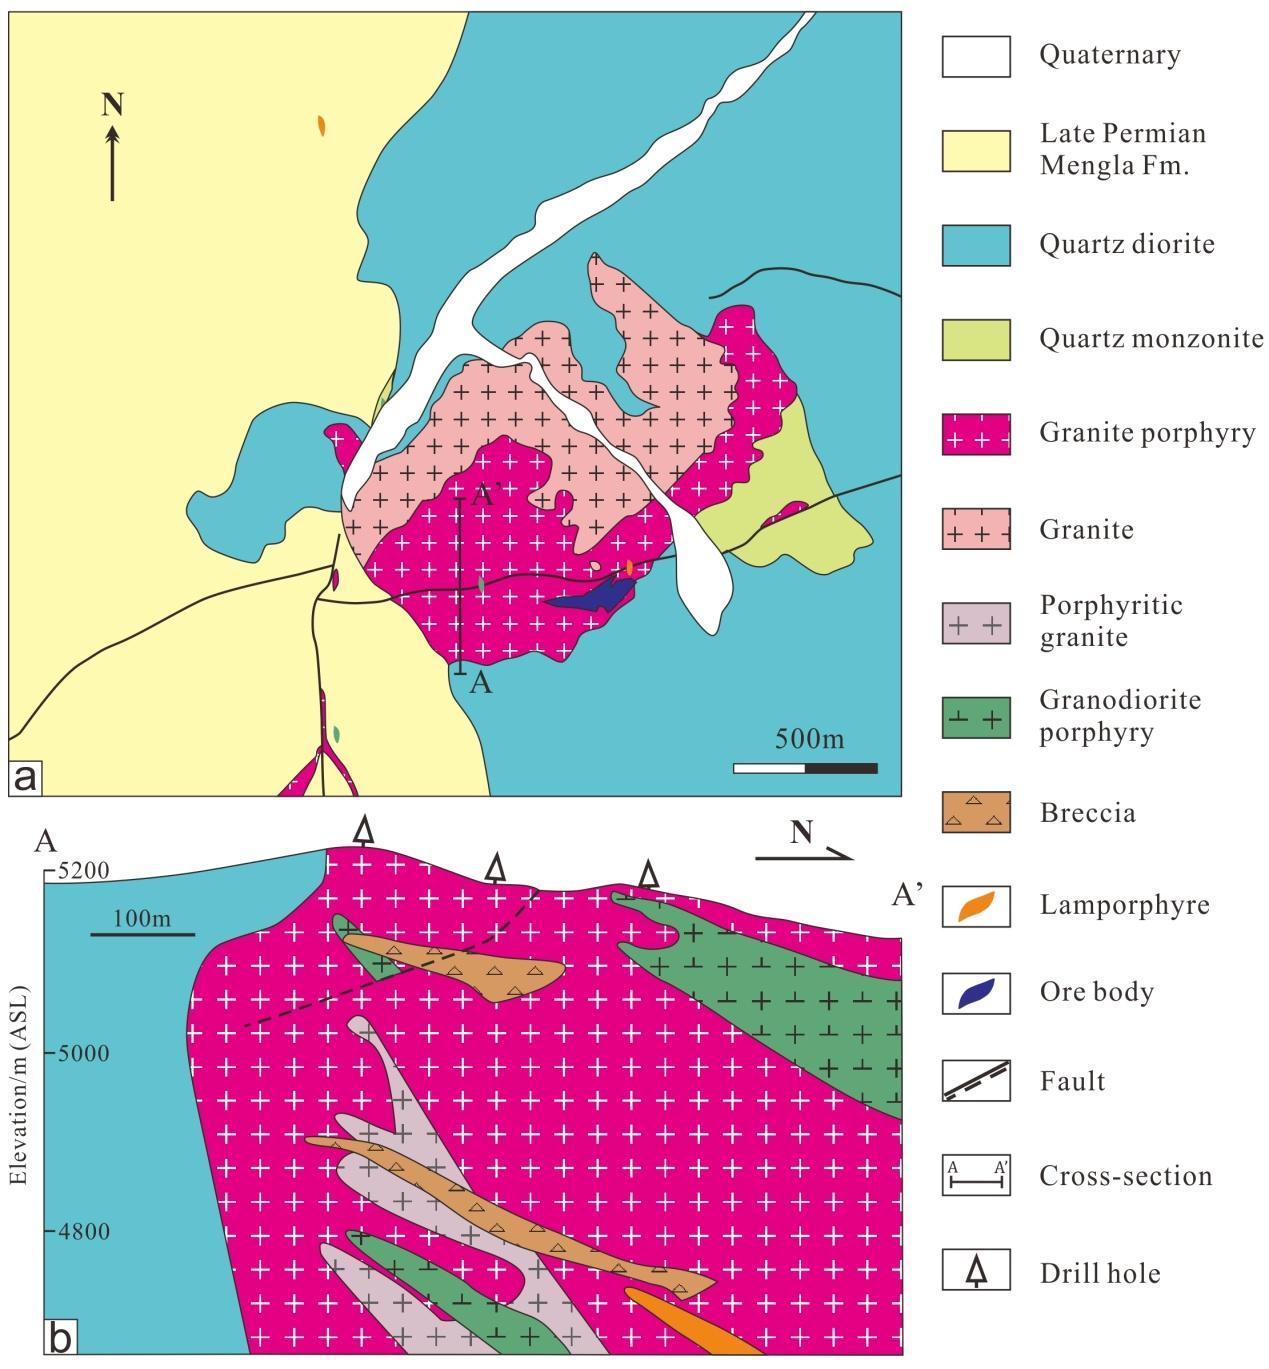 N
A'
A
500m
a
Quaternary
Late Permian
Mengla Fm.
Quartz diorite
Quartz monzonite
Granite porphyry
Granite
Porphyritic
granite
Granodiorite
porphyry
Breccia
Lamporphyre
Ore body
Fault
A A'
Cross-section
Drill hole
A
N
A'
5200
100m
5000
4800
Elevation/m (ASL)
b